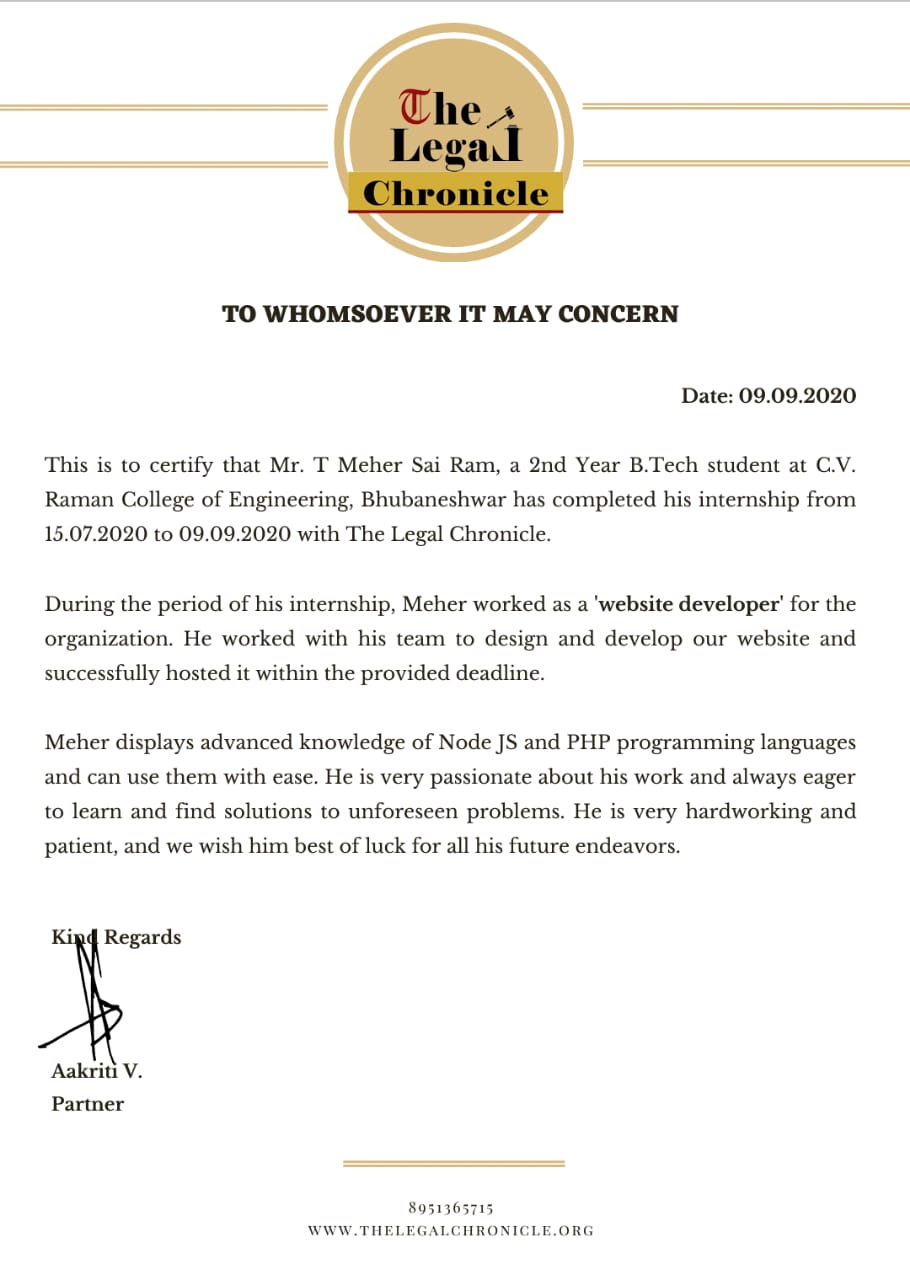 The
Legal
Chronicle
TO WHOMSOEVER IT MAY CONCERN
Date: 09.09.2020
This is to certify that Mr. T Meher Sai Ram, a 2nd Year B.Tech student at C.V.
Raman College of Engineering, Bhubaneshwar has completed his internship from
15.07.2020 to 09.09.2020 with The Legal Chronicle.
During the period of his internship, Meher worked as a 'website developer' for the
organization. He worked with his team to design and develop our website and
successfully hosted it within the provided deadline.
Meher displays advanced knowledge of Node JS and PHP programming languages
and can use them with ease. He is very passionate about his work and always eager
to learn and find solutions to unforeseen problems. He is very hardworking and
patient, and we wish him best of luck for all his future endeavors.
Kind Regards
Aakriti V.
Partner
8951365715
WWW.THELEGALCHRONICLE.ORG